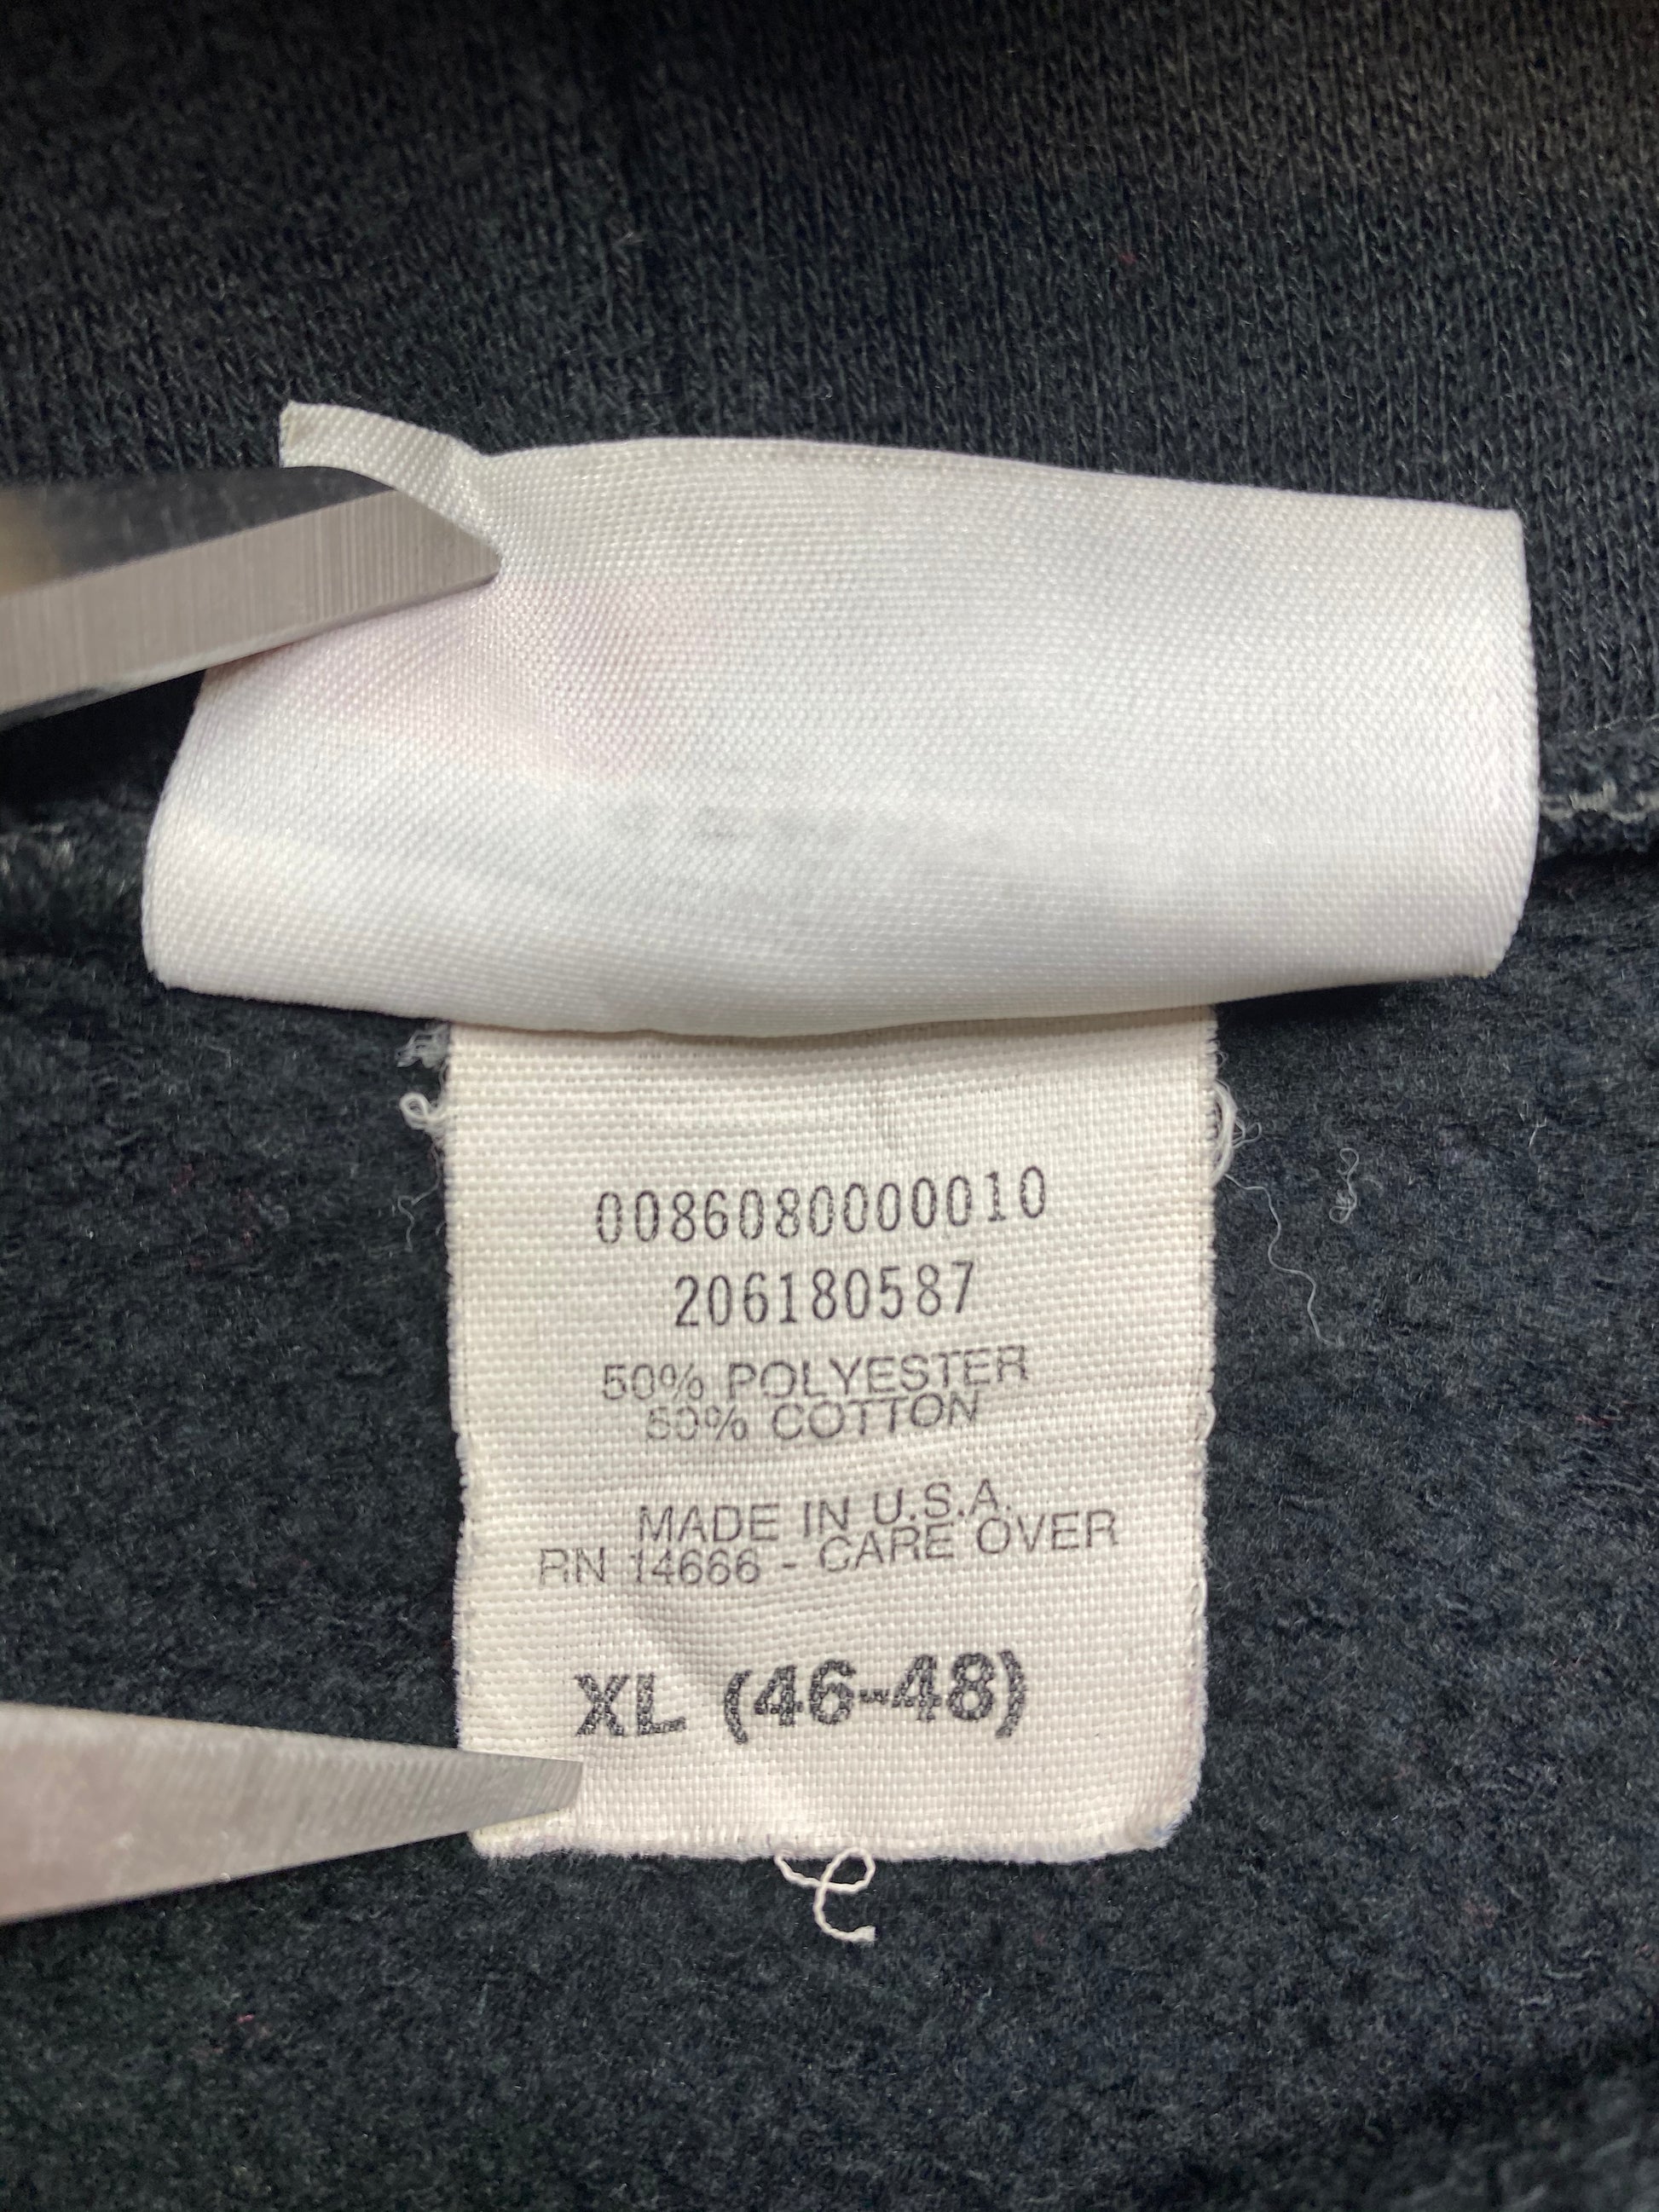 0086080000010
206180587
50% POLYESTER
50% COTTON
MADE IN U.S.A.
RN 14666 - CARE OVER
XL (46-48)